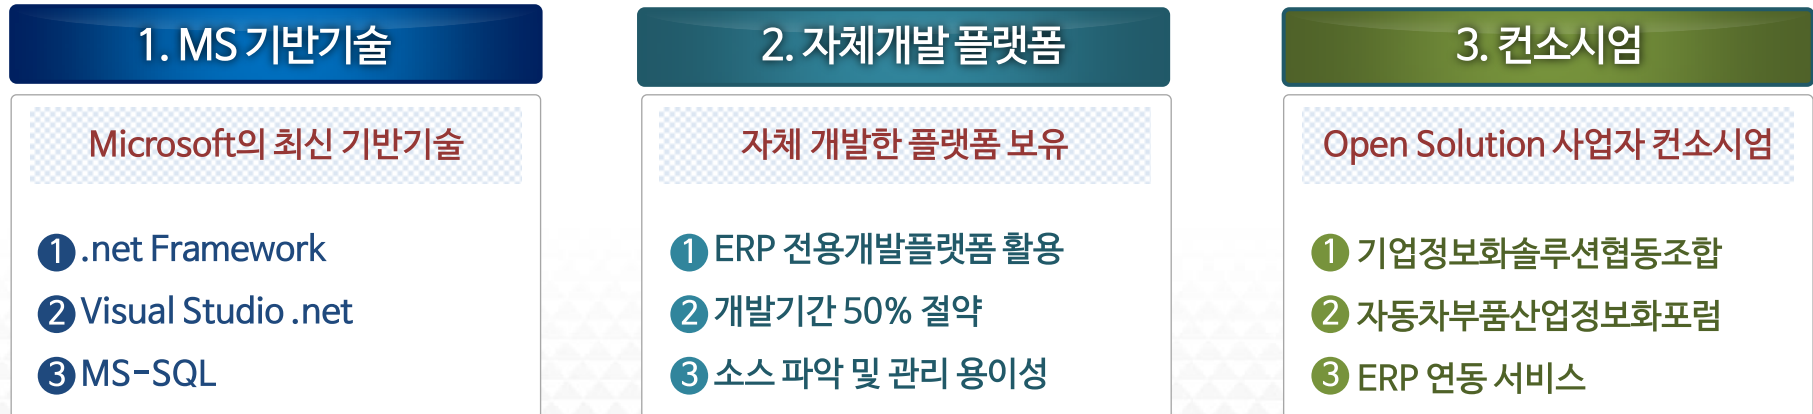 1. MS 기반기술
Microsoft의 최신 기반기술
1 .net Framework
2 Visual Studio .net
3 MS-SQL
2. 자체개발 플랫폼
자체 개발한 플랫폼 보유
1 ERP 전용개발플랫폼 활용
2 개발기간 50% 절약
3 소스 파악 및 관리 용이성
3. 컨소시엄
Open Solution 사업자 컨소시엄
1 기업정보화솔루션협동조합
2 자동차부품산업정보화포럼
3 ERP 연동 서비스